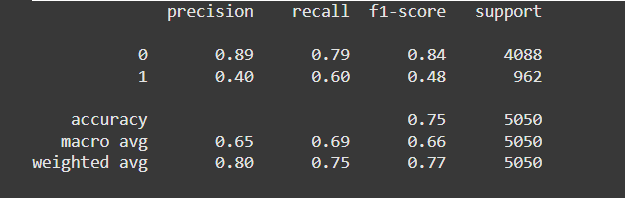 precision recall f1-score support
0 0.89 0.79 0.84 4088
1 0.40 0.60 0.48 962
accuracy 0.75 5050
macro avg 0.65 0.69 0.66 5050
weighted avg 0.80 0.75 0.77 5050